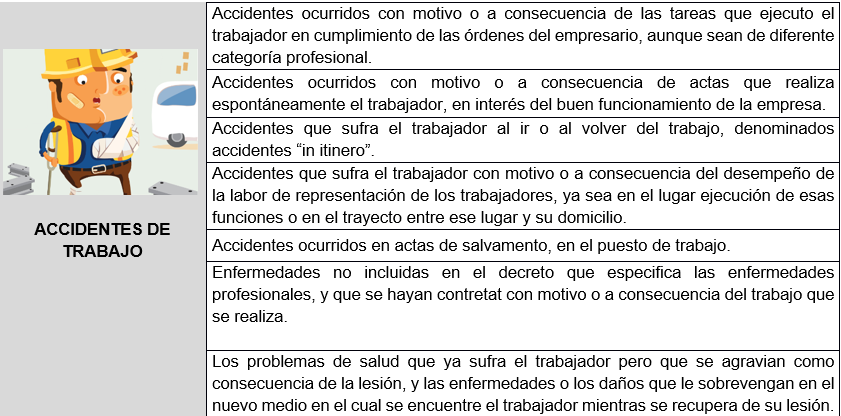 Accidentes ocurridos con motivo o a consecuencia de las tareas que ejecuto el
trabajador en cumplimiento de las órdenes del empresario, aunque sean de diferente
categoría profesional.
Accidentes ocurridos con motivo o a consecuencia de actas que realiza
espontáneamente el trabajador, en interés del buen funcionamiento de la empresa.
Accidentes que sufra el trabajador al ir o al volver del trabajo, denominados
accidentes “in itinero”.
Accidentes que sufra el trabajador con motivo o a consecuencia del desempeño de
la labor de representación de los trabajadores, ya sea en el lugar ejecución de esas
funciones o en el trayecto entre ese lugar y su domicilio.
ACCIDENTES DE
TRABAJO
Accidentes ocurridos en actas de salvamento, en el puesto de trabajo.
Enfermedades no incluidas en el decreto que especifica las enfermedades
profesionales, y que se hayan contretat con motivo o a consecuencia del trabajo que
se realiza.
Los problemas de salud que ya sufra el trabajador pero que se agravian como
consecuencia de la lesión, y las enfermedades o los daños que le sobrevengan en el
nuevo medio en el cual se encuentre el trabajador mientras se recupera de su lesión.